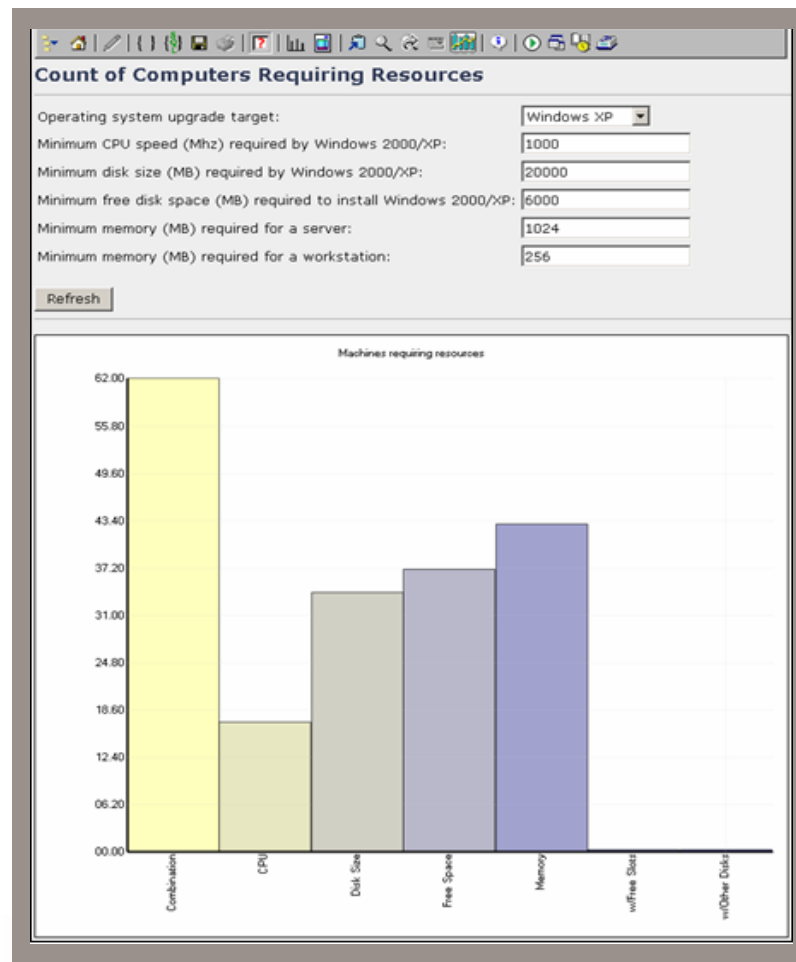 Count of Computers Requiring Resources
Operating system upgrade target: Windows XP
Minimum CPU speed (Mhz) required by Windows 2000/XP: 1000
Minimum disk size (MB) required by Windows 2000/XP: 20000
Minimum free disk space (MB) required to install Windows 2000/XP: 6000
Minimum memory (MB) required for a server: 1024
Minimum memory (MB) required for a workstation: 256
Refresh
Machines requiring resources
62.00
55.80
49.60
43.40
37.20
31.00
24.80
18.60
12.40
06.20
00.00
Combination
CPU
Disk Size
Free Space
Memory
w/Free Slots
w/Other Disks